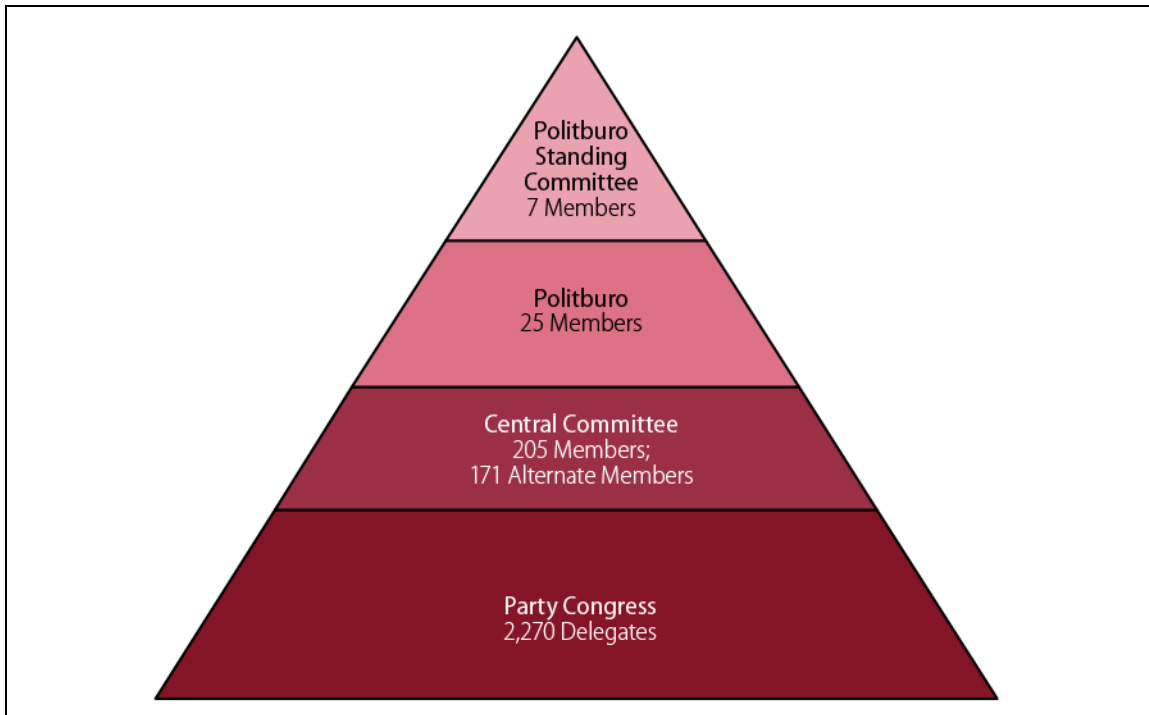 Politburo
Standing
Committee
7 Members
Politburo
25 Members
Central Committee
205 Members;
171 Alternate Members
Party Congress
2,270 Delegates